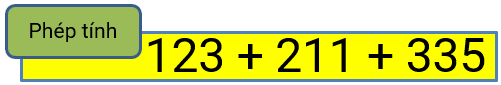 Phép tính
123 + 211 + 335